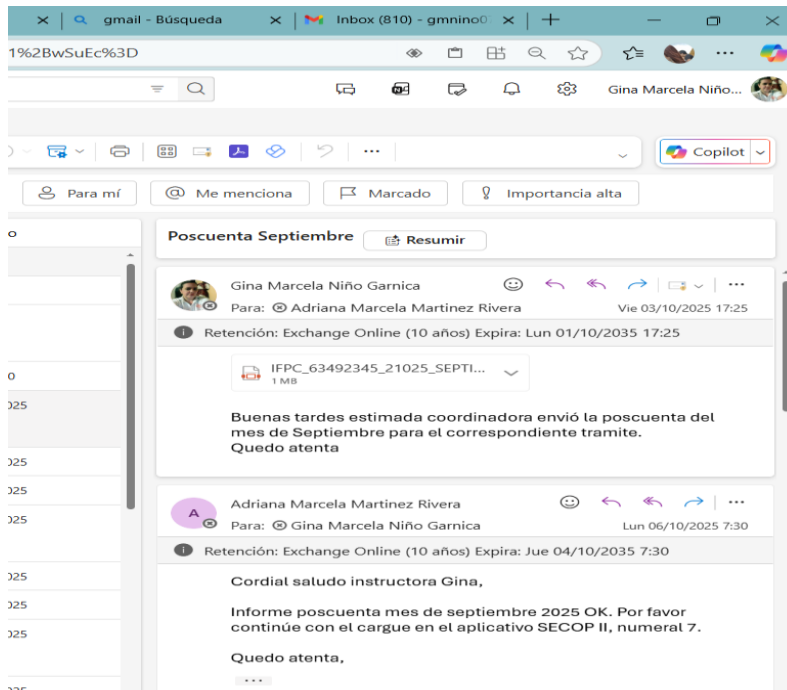 gmail - Búsqueda
Inbox (810) - gmnino0
1%2BwSuEc%3D
Gina Marcela Niño...
Copilot
Para mí
Me menciona
Marcado
Importancia alta
o
Poscuenta Septiembre
Resumir
Gina Marcela Niño Garnica
Para: Adriana Marcela Martinez Rivera
Vie 03/10/2025 17:25
Retención: Exchange Online (10 años) Expira: Lun 01/10/2035 17:25
IFPC_63492345_21025_SEPTI...
1 MB
Buenas tardes estimada coordinadora envió la poscuenta del
mes de Septiembre para el correspondiente tramite.
Quedo atenta
0
025
025
025
025
025
025
025
A
Adriana Marcela Martinez Rivera
Para: Gina Marcela Niño Garnica
Lun 06/10/2025 7:30
Retención: Exchange Online (10 años) Expira: Jue 04/10/2035 7:30
Cordial saludo instructora Gina,
Informe poscuenta mes de septiembre 2025 OK. Por favor
continúe con el cargue en el aplicativo SECOP II, numeral 7.
Quedo atenta,
...